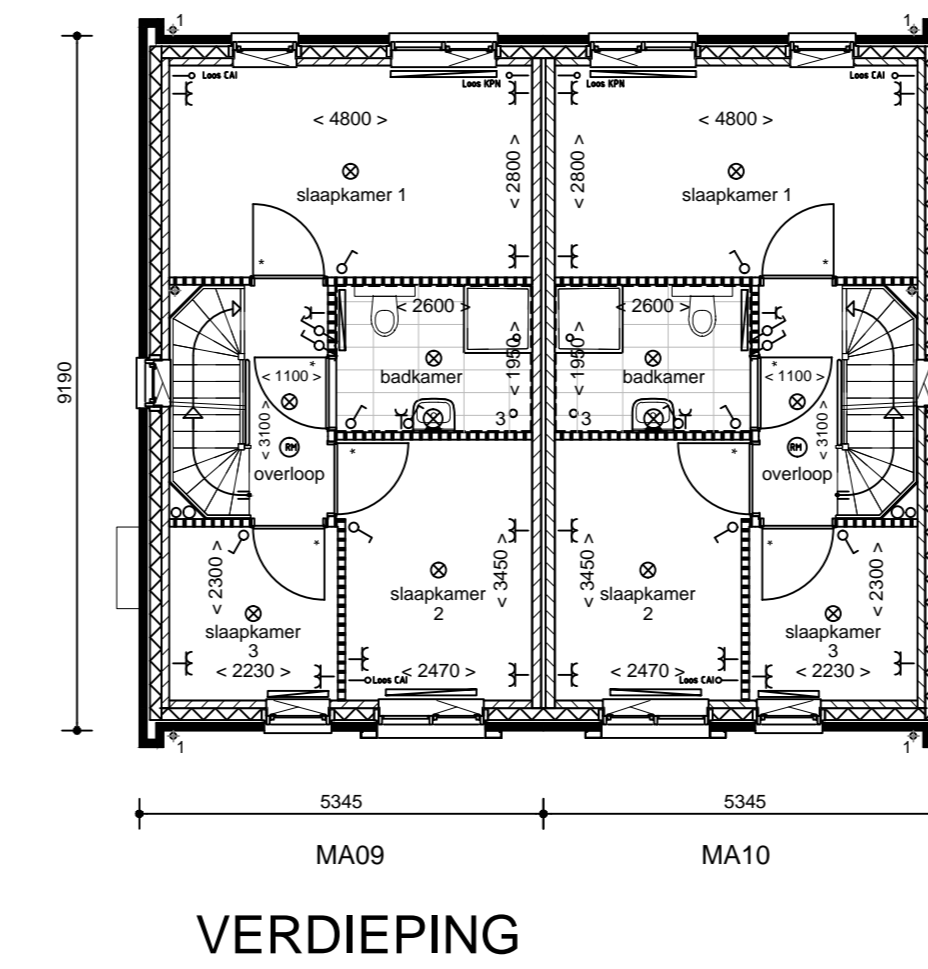 1 1
Loos CAI Loos KPN Loos KPN Loos CAI
< 4800 > < 4800 >
< 2800 > < 2800 >
slaapkamer 1 slaapkamer 1
* *
< 2600 > < 2600 >
9190
* < 1950 > < 1950 > *
< 1100 > badkamer badkamer < 1100 >
3 3
< 3100 > < 3100 >
RM * * RM
overloop overloop
* *
< 2300 > < 3450 > < 3450 > < 2300 >
slaapkamer
2
slaapkamer
2
slaapkamer
3
slaapkamer
3
< 2230 > < 2470 > < 2470 > < 2230 >
Loos CAI Loos CAI
1 1
5345 5345
MA09 MA10
VERDIEPING